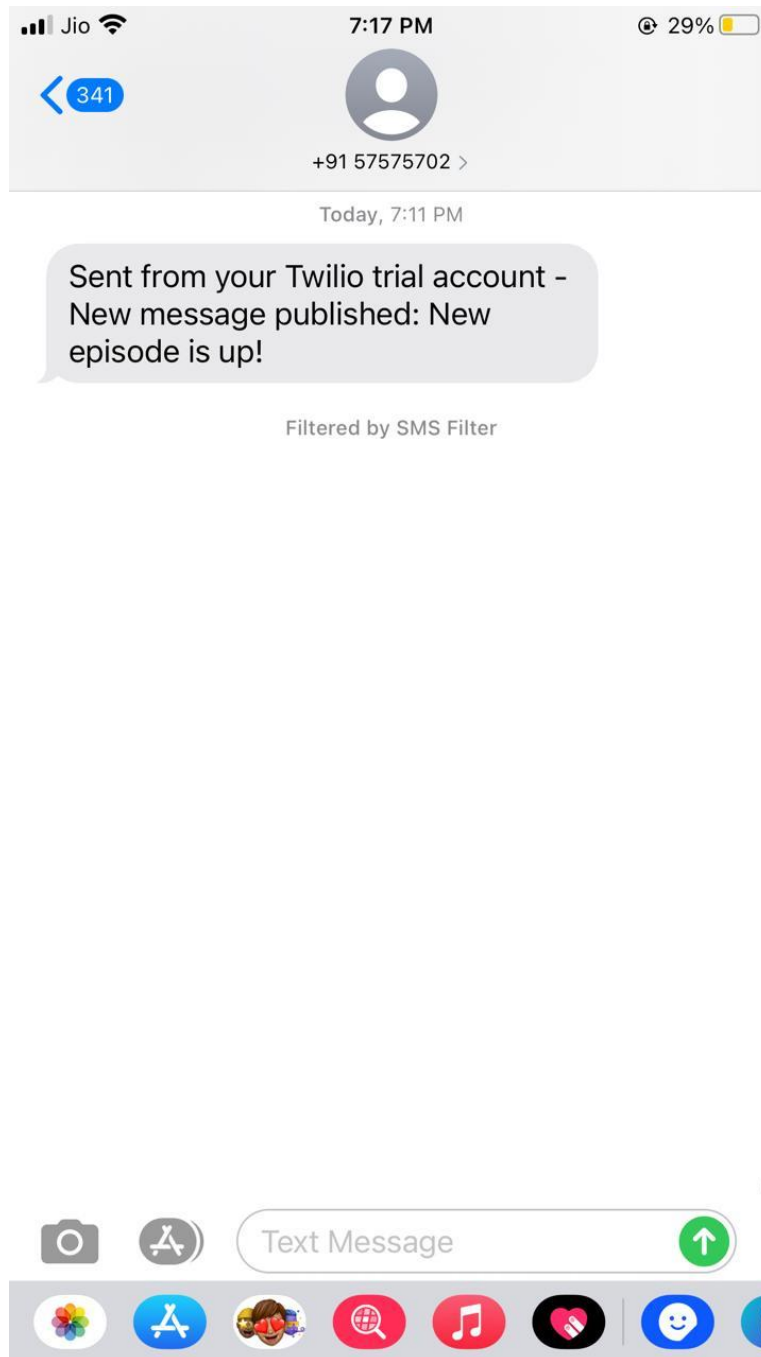 Jio 7:17 PM 29%
341
+91 57575702 >
Today, 7:11 PM
Sent from your Twilio trial account -
New message published: New
episode is up!
Filtered by SMS Filter
Text Message